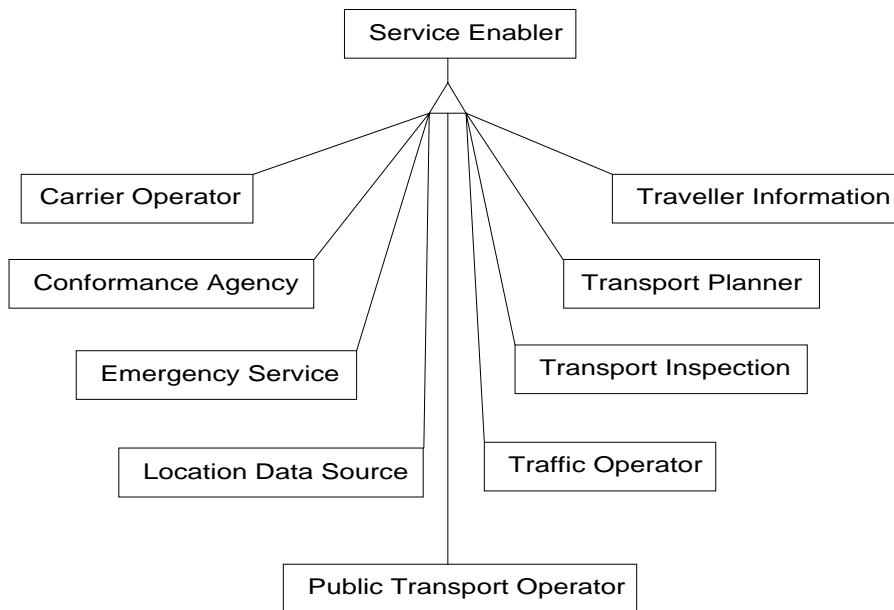 Service Enabler
Carrier Operator
Traveller Information
Conformance Agency
Transport Planner
Emergency Service
Transport Inspection
Location Data Source
Traffic Operator
Public Transport Operator